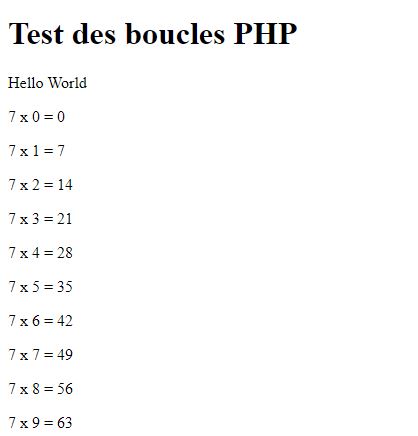 Test des boucles PHP
Hello World
7 x 0 = 0
7 x 1 = 7
7 x 2 = 14
7 x 3 = 21
7 x 4 = 28
7 x 5 = 35
7 x 6 = 42
7 x 7 = 49
7 x 8 = 56
7 x 9 = 63